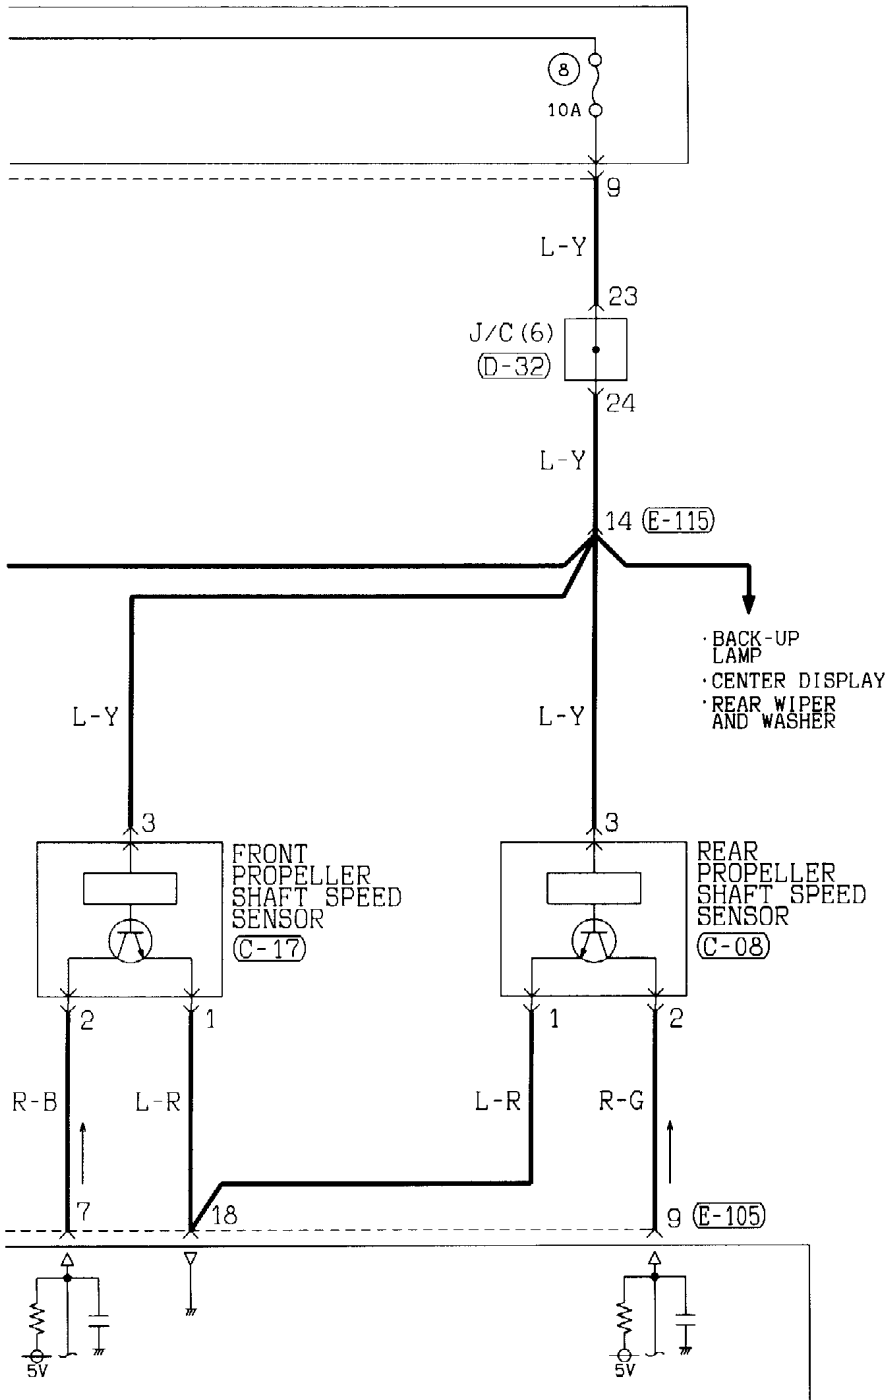 8
10A
9
L-Y
23
J/C(6)
D-32
24
L-Y
14 E-115
·BACK-UP
LAMP
·CENTER DISPLAY
·REAR WIPER
AND WASHER
L-Y
L-Y
3
3
FRONT
PROPELLER
SHAFT SPEED
SENSOR
C-17
REAR
PROPELLER
SHAFT SPEED
SENSOR
C-08
2
1
1
2
R-B
L-R
L-R
R-G
7
18
9 E-105
5V
5V